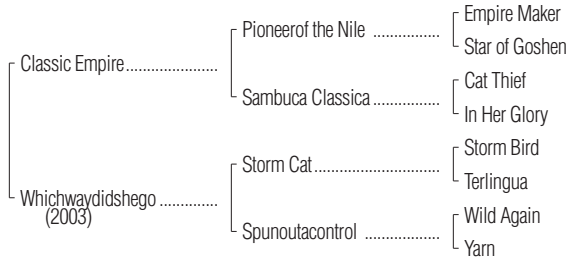 Empire Maker
Pioneerof the Nile ................
Star of Goshen
Classic Empire......................
Cat Thief
Sambuca Classica................
In Her Glory
Storm Bird
Storm Cat..............................
Terlingua
Whichwaydidshego ..............
(2003)
Wild Again
Spunoutacontrol ..................
Yarn